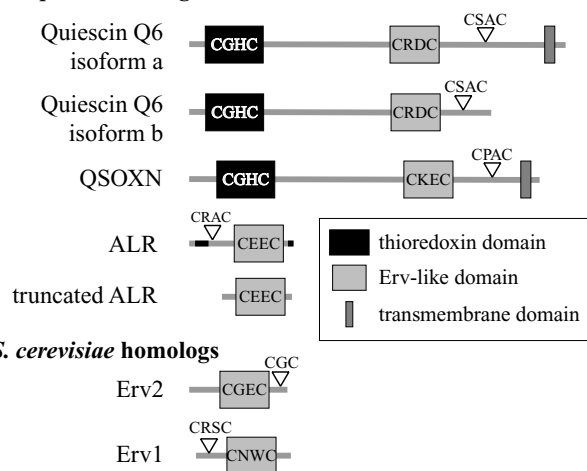 CSAC
Quiescin Q6
isoform a
CGHC
CRDC
CSAC
Quiescin Q6
isoform b
CGHC
CRDC
CPAC
QSOXN
CGHC
CKEC
CRAC
ALR
CEEC
truncated ALR
CEEC
thioredoxin domain
Erv-like domain
transmembrane domain
S. cerevisiae homologs
CGC
Erv2
CGEC
CRSC
Erv1
CNWC